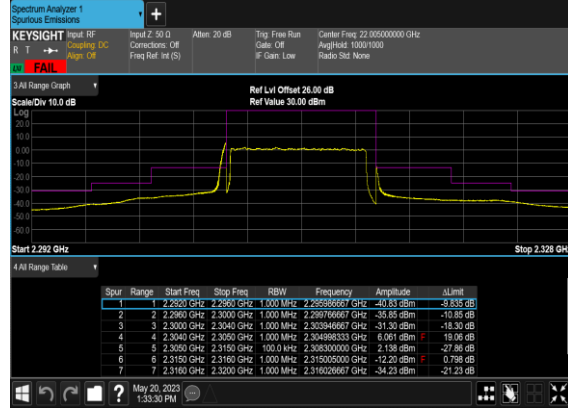 Spectrum Analyzer 1
Spurious Emissions
+
KEYSIGHT Input: RF Input Z: 50 Ω Atten: 20 dB Trig: Free Run Center Freq: 22.005000000 GHz
R T Coupling: DC Corrections: Off Gate: Off Avg|Hold: 1000/1000
Align: Off Freq Ref: Int (S) IF Gain: Low Radio Std: None
FAIL
3 All Range Graph
Ref Lvl Offset 26.00 dB
Scale/Div 10.0 dB Ref Value 30.00 dBm
Log
20.0
10.0
0.00
-10.0
-20.0
-30.0
-40.0
-50.0
-60.0
Start 2.292 GHz Stop 2.328 GH
4 All Range Table
Spur Range Start Freq Stop Freq RBW Frequency Amplitude ΔLimit
1 1 2.2920 GHz 2.2960 GHz 1.000 MHz 2.295986667 GHz -40.83 dBm -9.835 dB
2 2 2.2960 GHz 2.3000 GHz 1.000 MHz 2.299766667 GHz -35.85 dBm -10.85 dB
3 3 2.3000 GHz 2.3040 GHz 1.000 MHz 2.303946667 GHz -31.30 dBm -18.30 dB
4 4 2.3040 GHz 2.3050 GHz 1.000 MHz 2.304998333 GHz 6.061 dBm F 19.06 dB
5 5 2.3050 GHz 2.3150 GHz 100.0 kHz 2.308300000 GHz 2.138 dBm -27.86 dB
6 6 2.3150 GHz 2.3160 GHz 1.000 MHz 2.315005000 GHz -12.20 dBm F 0.798 dB
7 7 2.3160 GHz 2.3200 GHz 1.000 MHz 2.316026667 GHz -34.23 dBm -21.23 dB
? May 20, 2023
1:33:30 PM